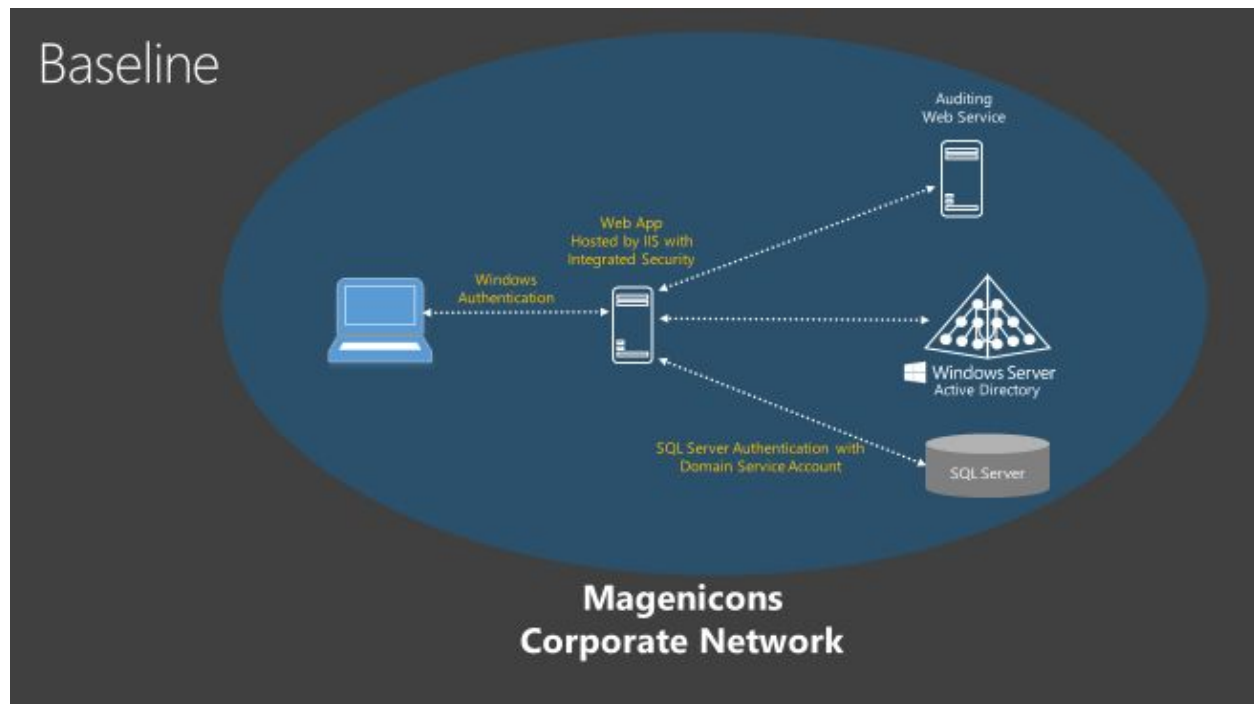 Baseline
Auditing
Web Service
Web App
Hosted by IIS with
Integrated Security
Windows
Authentication
Windows Server
Active Directory
SQL Server Authentication with
Domain Service Account
SQL Server
Magenicons
Corporate Network